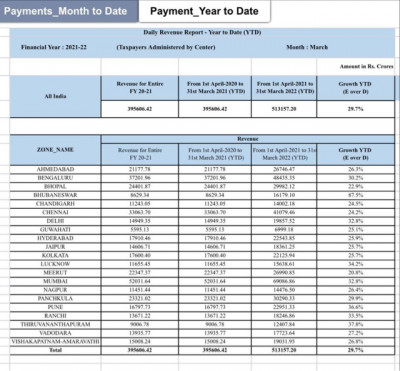 Payments_Month to Date Payment_Year to Date
Daily Revenue Report - Year to Date (YTD)
Financial Year : 2021-22 (Taxpayers Administered by Center) Month : March
Amount in Rs. Crores
All India Revenue for Entire FY 20-21 From 1st April-2020 to 31st March 2021 (YTD) From 1st April-2021 to 31st March 2022 (YTD) Growth YTD (E over D)
395606.42 395606.42 513157.20 29.7%
Revenue
ZONE_NAME Revenue for Entire FY 20-21 From 1st April-2020 to 31st March 2021 (YTD) From 1st April-2021 to 31s March 2022 (YTD) Growth YTD (E over D)
AHMEDABAD 21177.78 21177.78 26746.87 26.3%
BENGALURU 37201.96 37201.96 48435.35 30.2%
BHOPAL 24401.87 24401.87 29982.12 22.9%
BHUBANESWAR 8629.34 8629.34 16179.10 87.5%
CHANDIGARH 11243.05 11243.05 14002.18 24.5%
CHENNAI 33063.70 33063.70 41079.46 24.2%
DELHI 14949.35 14949.35 19857.52 32.8%
GUWAHATI 5595.13 5595.13 6999.16 25.1%
HYDERABAD 17910.46 17910.46 22543.85 25.9%
JAIPUR 14606.71 14606.71 18361.25 25.7%
KOLKATA 17600.40 17600.40 22125.94 25.7%
LUCKNOW 11655.45 11655.45 15638.61 34.2%
MEERUT 22347.37 22347.37 26990.85 20.8%
MUMBAI 52031.64 52031.64 69086.86 32.8%
NAGPUR 11451.44 11451.44 14476.50 26.4%
PANCHKULA 23321.02 23321.02 30290.33 29.9%
PUNE 16797.33 16797.33 22951.33 36.6%
RANCHI 13671.22 13671.22 18246.86 33.5%
THIRUVANANTHAPURAM 9006.78 9006.78 12407.84 37.8%
VADODARA 13935.77 13935.77 17723.64 27.2%
VISHAKAPATNAM-AMARAVATHI 15008.24 15008.24 19031.95 26.8%
Total 395606.42 395606.42 513157.20 29.7%